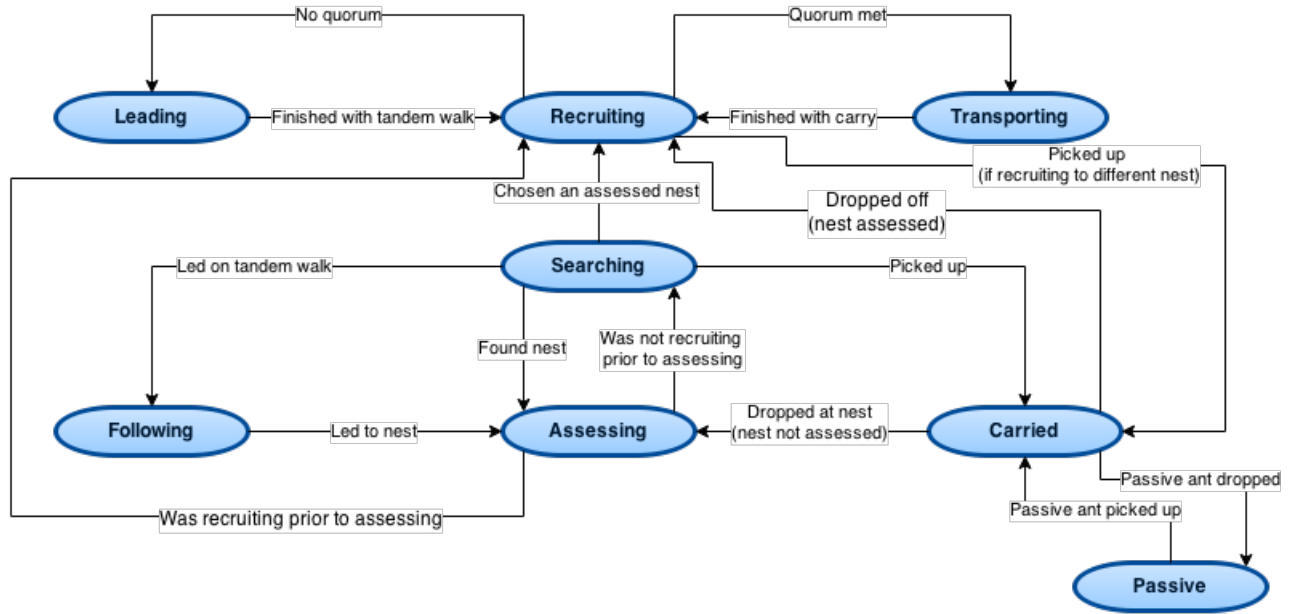 No quorum
Quorum met
Leading
Finished with tandem walk
Recruiting
Finished with carry
Transporting
Picked up
(if recruiting to different nest)
Chosen an assessed nest
Dropped off
(nest assessed)
Led on tandem walk
Searching
Picked up
Found nest
Was not recruiting
prior to assessing
Following
Led to nest
Assessing
Dropped at nest
(nest not assessed)
Carried
Passive ant dropped
Was recruiting prior to assessing
Passive ant picked up
Passive